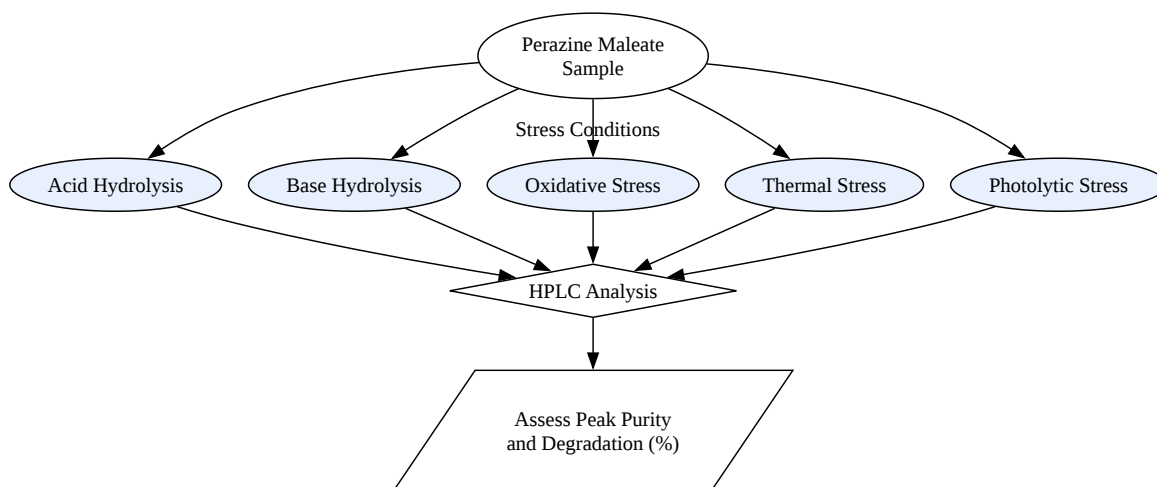 Perazine Maleate
Sample
Stress Conditions
Acid Hydrolysis
Base Hydrolysis
Oxidative Stress
Thermal Stress
Photolytic Stress
HPLC Analysis
Assess Peak Purity
and Degradation (%)